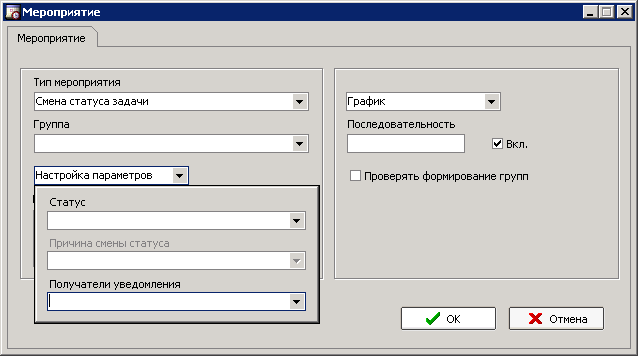 Мероприятие
Мероприятие
Тип мероприятия
Смена статуса задачи
Группа
Настройка параметров
Статус
Причина смены статуса
Получатели уведомления
График
Последовательность
Вкл.
Проверять формирование групп
OK
Отмена